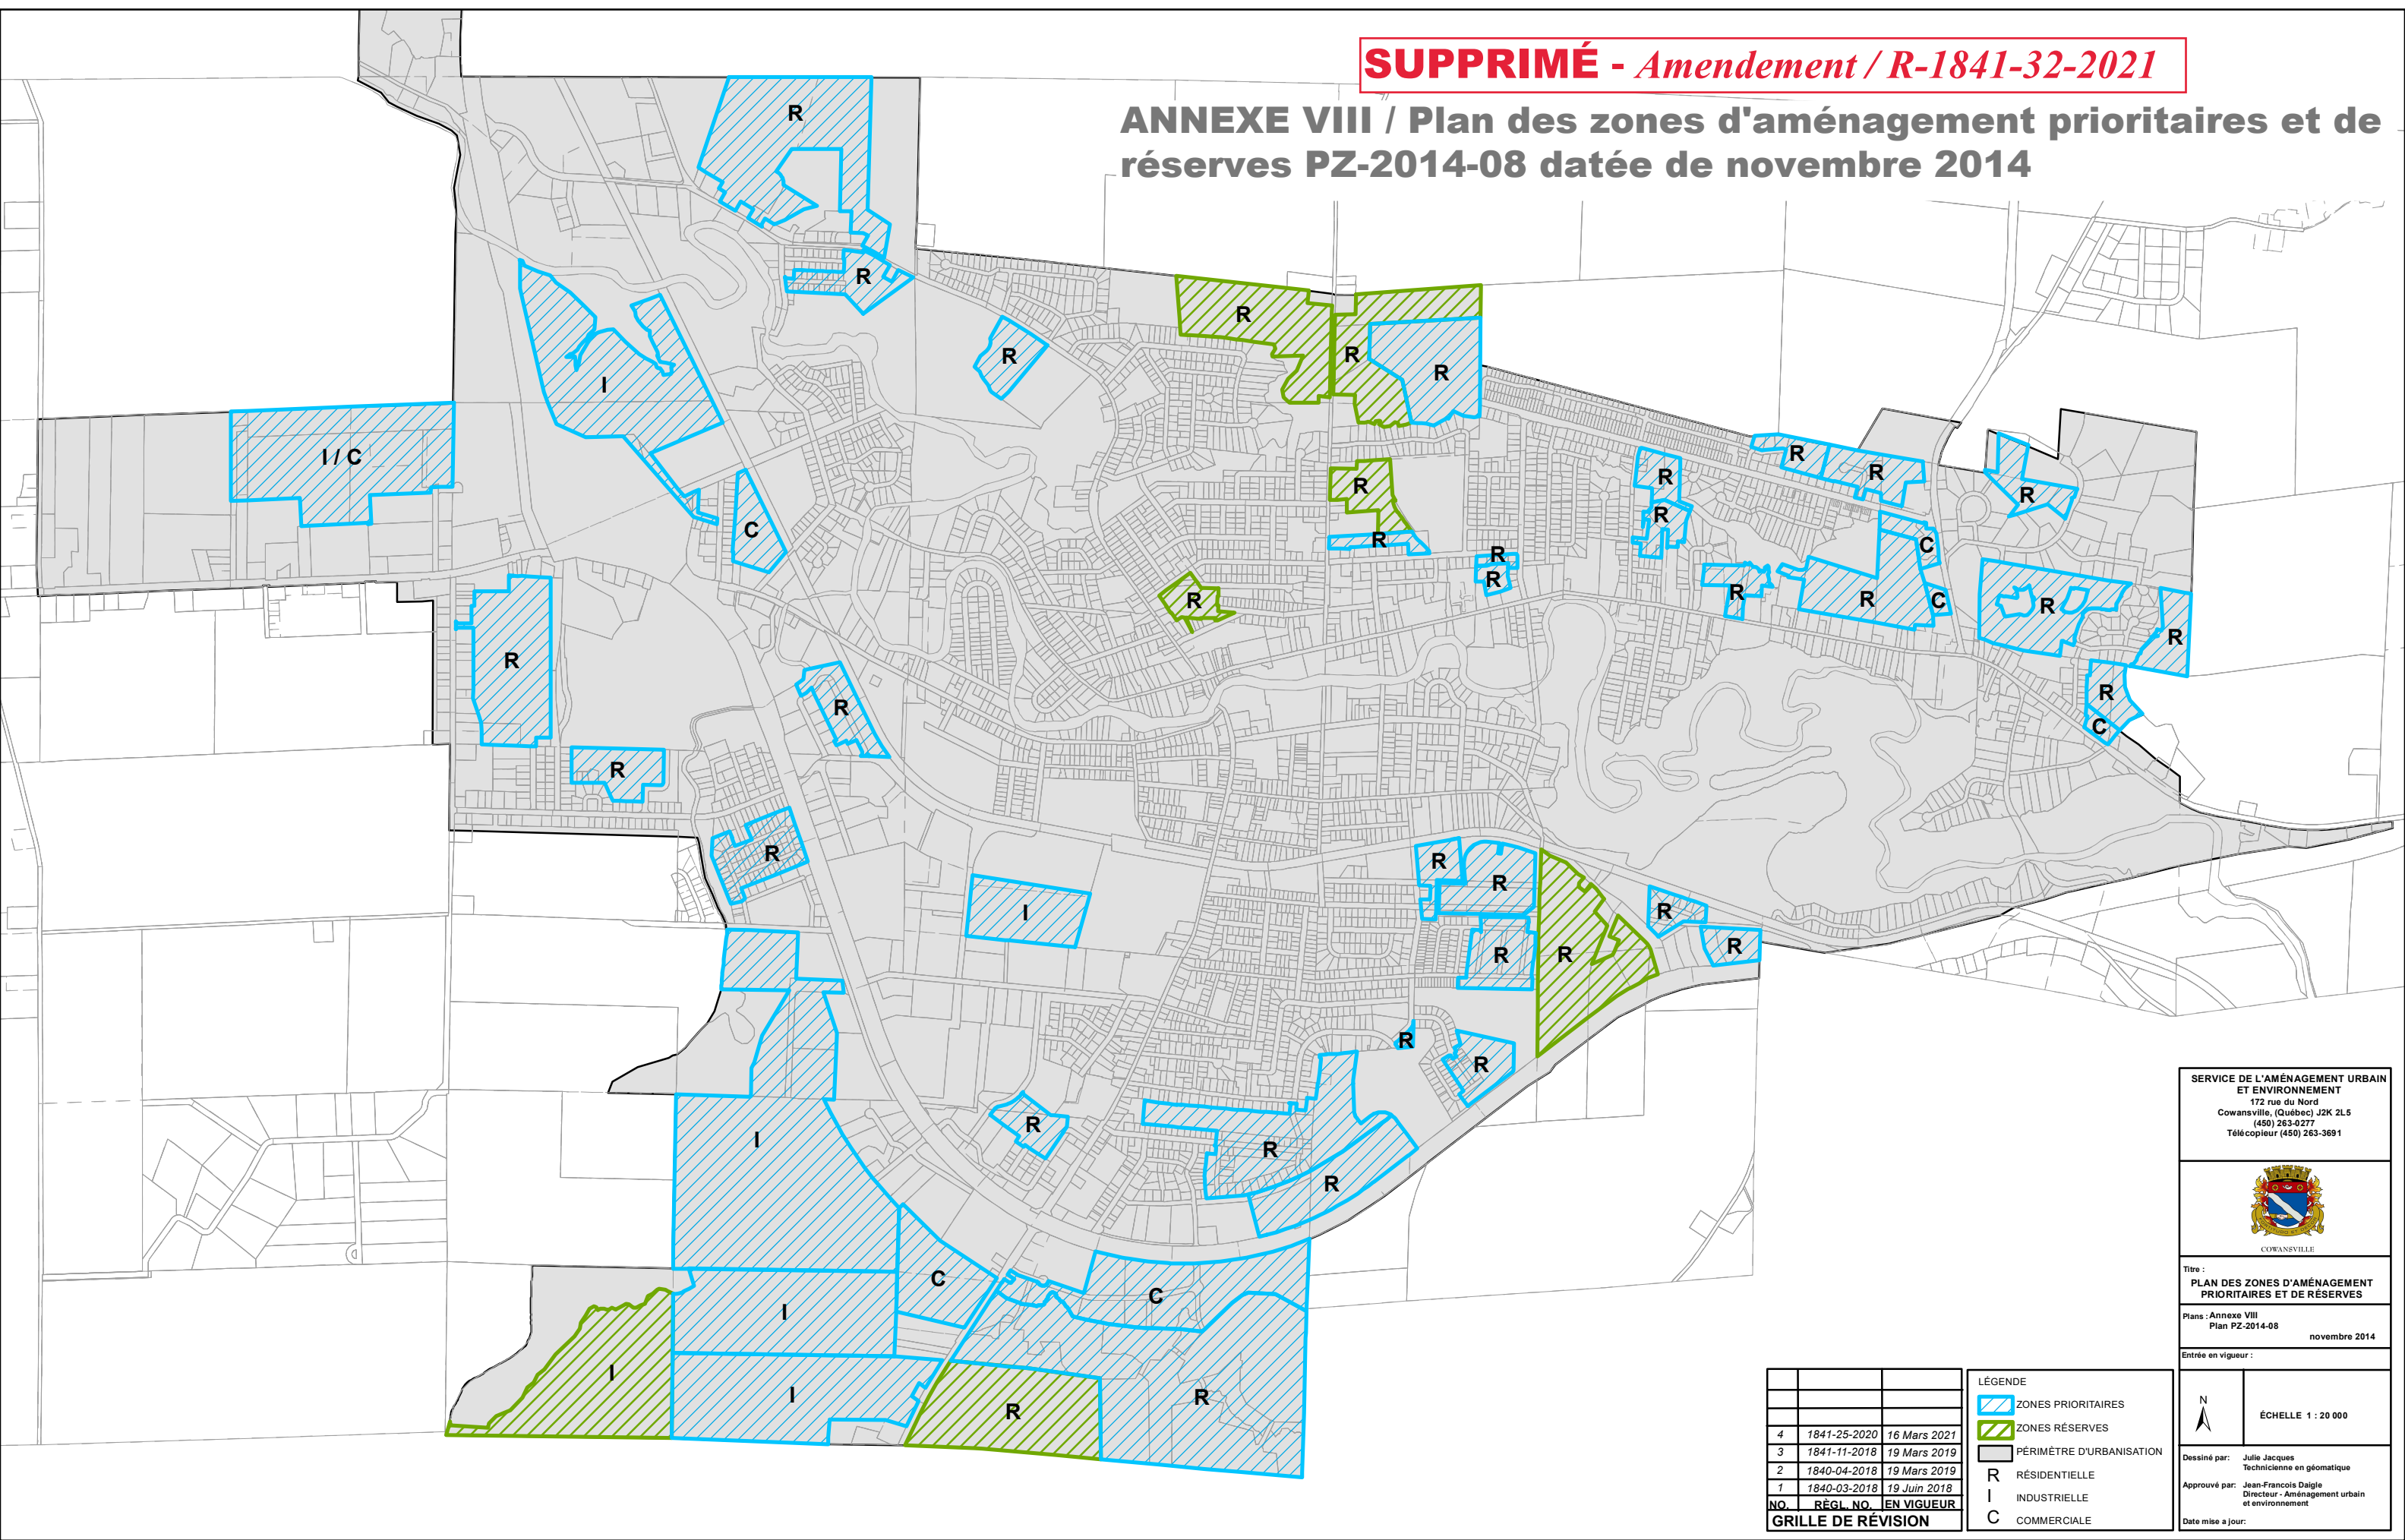 SUPPRIMÉ - Amendement / R-1841-32-2021
ANNEXE VIII / Plan des zones d'aménagement prioritaires et de
réserves PZ-2014-08 datée de novembre 2014
R
R
R
R
R
R
I
I / C
C
R
R
R
R
R
R
R
R
R
R
R
C
R
R
C
R
R
R
C
R
R
R
R
R
I
R
R
R
R
R
R
R
R
R
R
R
I
C
C
I
I
I
R
R
SERVICE DE L'AMÉNAGEMENT URBAIN
ET ENVIRONNEMENT
172 rue du Nord
Cowansville, (Québec) J2K 2L5
(450) 263-0277
Télécopieur (450) 263-3691
COWANSVILLE
Titre :
PLAN DES ZONES D'AMÉNAGEMENT
PRIORITAIRES ET DE RÉSERVES
Plans : Annexe VIII
Plan PZ-2014-08
novembre 2014
Entrée en vigueur :
N
ÉCHELLE 1 : 20 000
Dessiné par: Julie Jacques
Technicienne en géomatique
Approuvé par: Jean-Francois Daigle
Directeur - Aménagement urbain
et environnement
Date mise a jour:
LÉGENDE
ZONES PRIORITAIRES
ZONES RÉSERVES
PÉRIMÈTRE D'URBANISATION
R RÉSIDENTIELLE
I INDUSTRIELLE
C COMMERCIALE
4 1841-25-2020 16 Mars 2021
3 1841-11-2018 19 Mars 2019
2 1840-04-2018 19 Mars 2019
1 1840-03-2018 19 Juin 2018
NO. RÈGL. NO. EN VIGUEUR
GRILLE DE RÉVISION